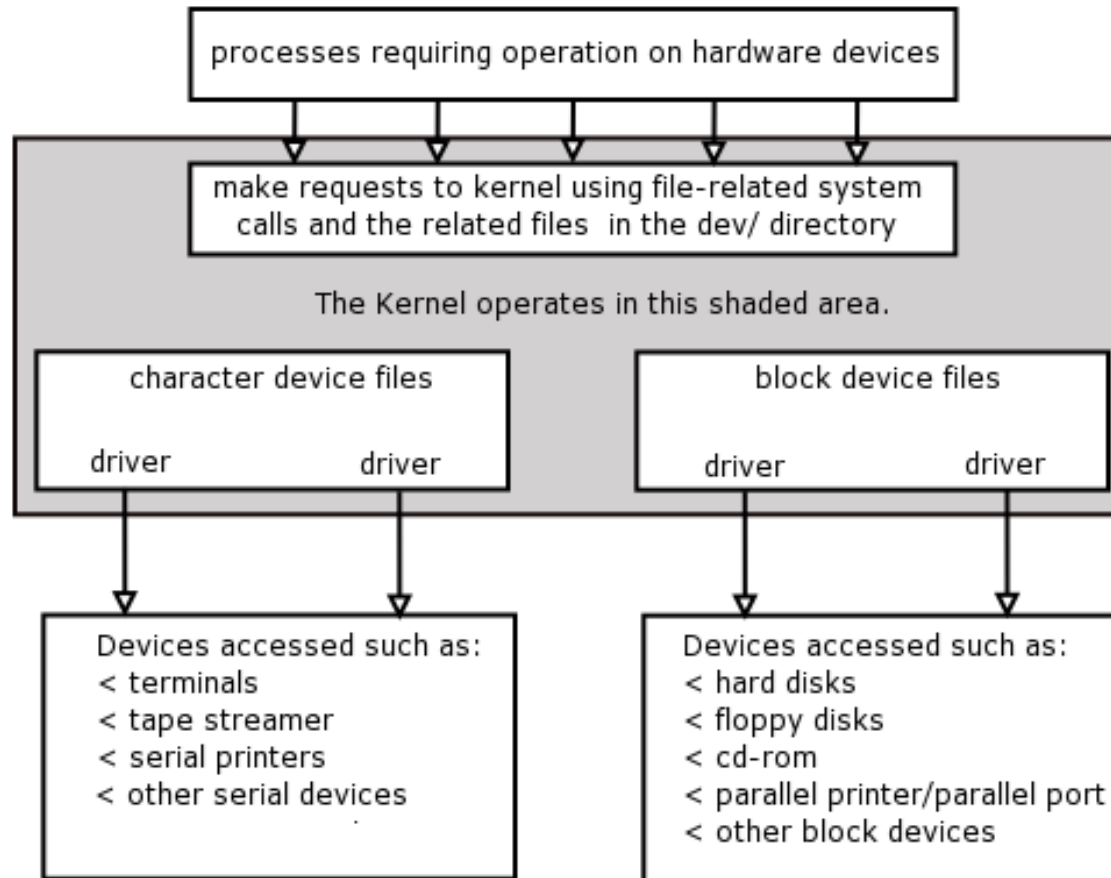 processes requiring operation on hardware devices
make requests to kernel using file-related system
calls and the related files in the dev/ directory
The Kernel operates in this shaded area.
character device files
driver driver
block device files
driver driver
Devices accessed such as:
< terminals
< tape streamer
< serial printers
< other serial devices
Devices accessed such as:
< hard disks
< floppy disks
< cd-rom
< parallel printer/parallel port
< other block devices